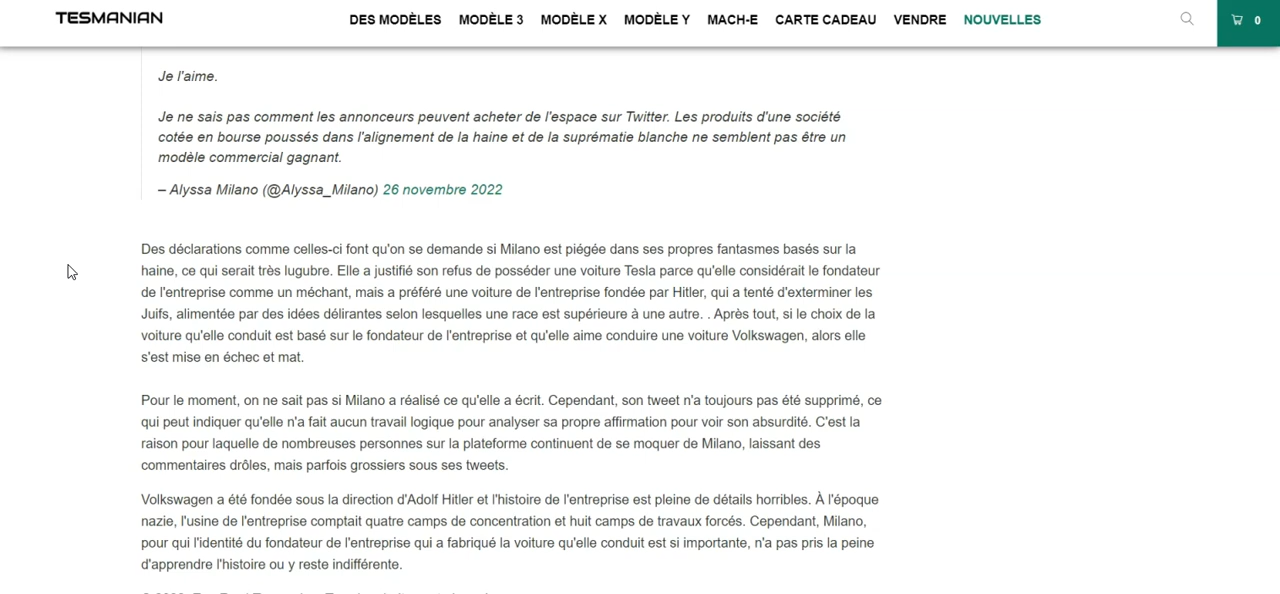 TESMANIAN
DES MODÈLES MODÈLE 3 MODÈLE X MODÈLE Y MACH-E CARTE CADEAU VENDRE NOUVELLES 0
Je l'aime.
Je ne sais pas comment les annonceurs peuvent acheter de l'espace sur Twitter. Les produits d'une société
cotée en bourse poussés dans l'alignement de la haine et de la suprématie blanche ne semblent pas être un
modèle commercial gagnant.
– Alyssa Milano (@Alyssa_Milano) 26 novembre 2022
Des déclarations comme celles-ci font qu'on se demande si Milano est piégée dans ses propres fantasmes basés sur la
haine, ce qui serait très lugubre. Elle a justifié son refus de posséder une voiture Tesla parce qu'elle considérait le fondateur
de l'entreprise comme un méchant, mais a préféré une voiture de l'entreprise fondée par Hitler, qui a tenté d'exterminer les
Juifs, alimentée par des idées délirantes selon lesquelles une race est supérieure à une autre. . Après tout, si le choix de la
voiture qu'elle conduit est basé sur le fondateur de l'entreprise et qu'elle aime conduire une voiture Volkswagen, alors elle
s'est mise en échec et mat.
Pour le moment, on ne sait pas si Milano a réalisé ce qu'elle a écrit. Cependant, son tweet n'a toujours pas été supprimé, ce
qui peut indiquer qu'elle n'a fait aucun travail logique pour analyser sa propre affirmation pour voir son absurdité. C'est la
raison pour laquelle de nombreuses personnes sur la plateforme continuent de se moquer de Milano, laissant des
commentaires drôles, mais parfois grossiers sous ses tweets.
Volkswagen a été fondée sous la direction d'Adolf Hitler et l'histoire de l'entreprise est pleine de détails horribles. À l'époque
nazie, l'usine de l'entreprise comptait quatre camps de concentration et huit camps de travaux forcés. Cependant, Milano,
pour qui l'identité du fondateur de l'entreprise qui a fabriqué la voiture qu'elle conduit est si importante, n'a pas pris la peine
d'apprendre l'histoire ou y reste indifférente.